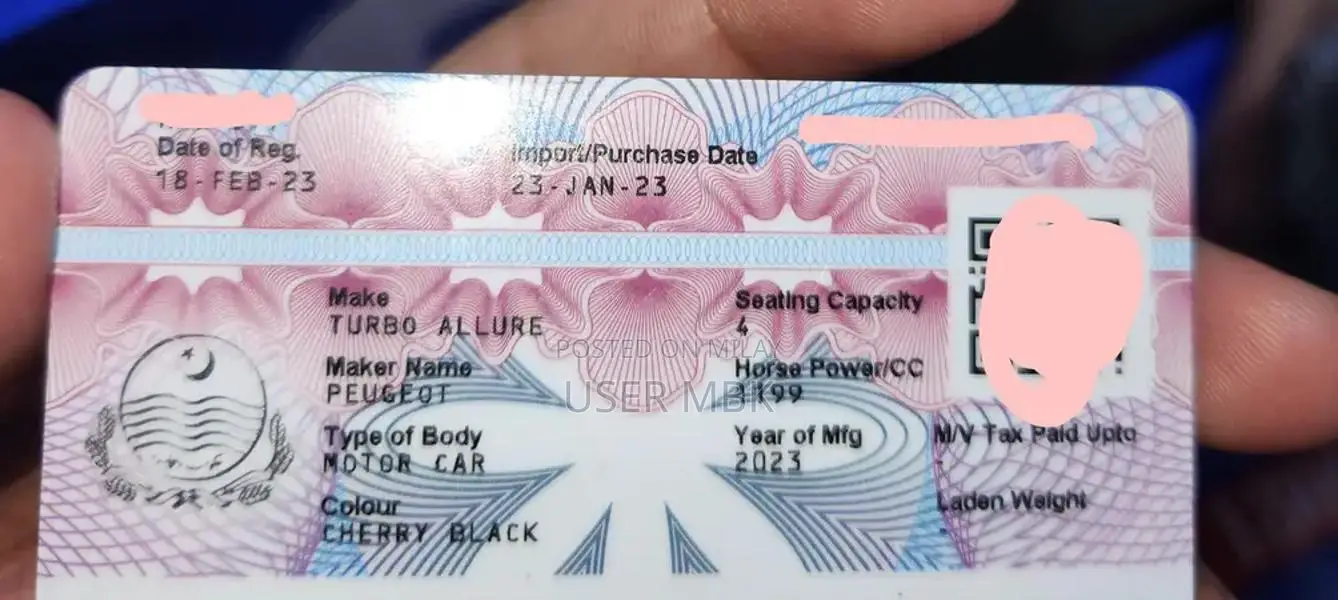 Date of Reg.
18-FEB-23
Import/Purchase Date
23-JAN-23
Make
TURBO ALLURE
Maker Name
PEUGEOT
Type of Body
MOTOR CAR
Colour
CHERRY BLACK
Seating Capacity
4
Horse Power/CC
1199
Year of Mfg
2023
M/V Tax Paid Upto
-
Laden Weight
-
POSTED ON MILAY
USER MBK